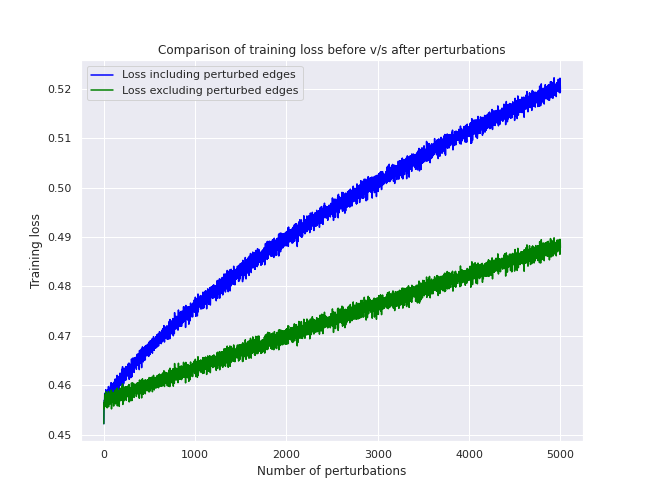 Comparison of training loss before v/s after perturbations
Loss including perturbed edges
Loss excluding perturbed edges
0.52
0.51
0.50
0.49
0.48
0.47
0.46
0.45
Training loss
0 1000 2000 3000 4000 5000
Number of perturbations